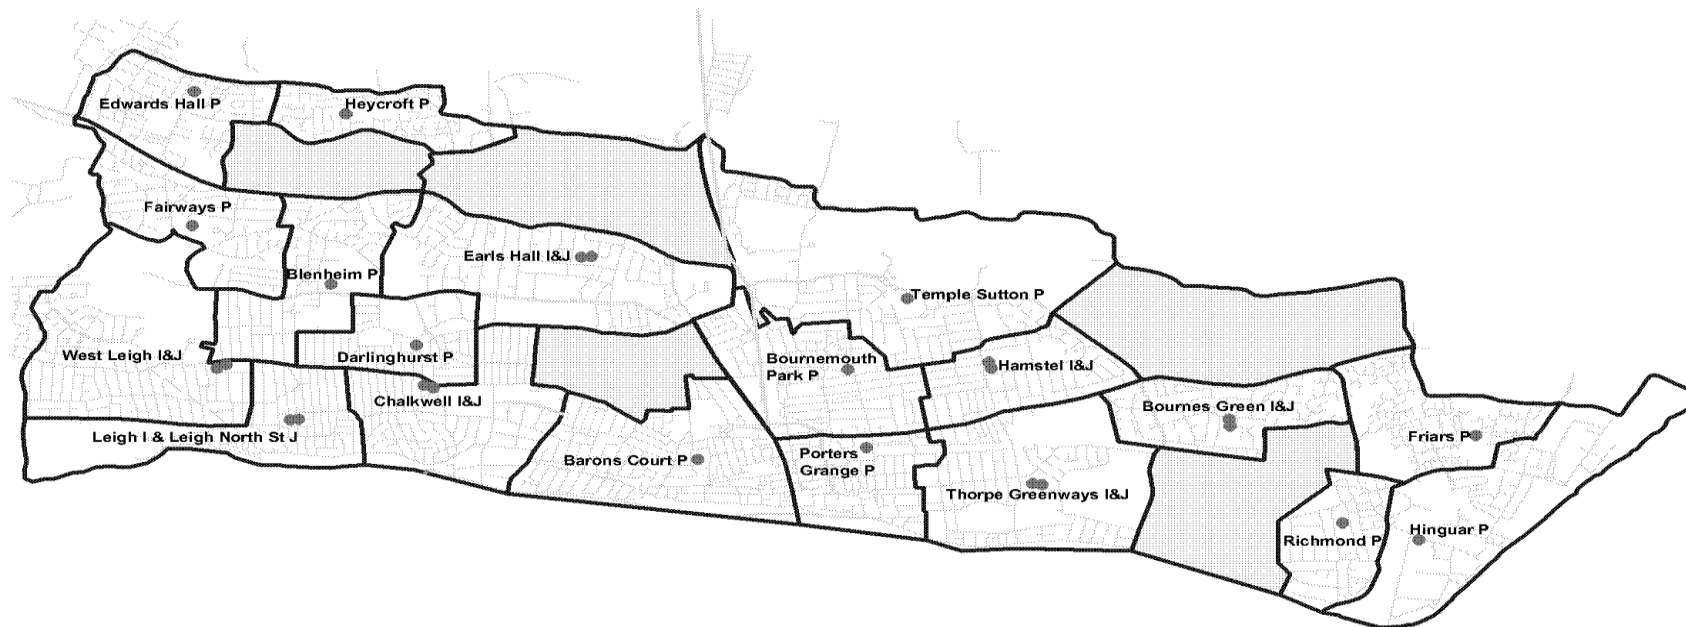 Edwards Hall P
Heycroft P
Fairways P
Earls Hall I&J
Blenheim P
Temple Sutton P
West Leigh I&J
Darlinghurst P
Bournemouth
Park P
Hamstel I&J
Chalkwell I&J
Bournes Green I&J
Leigh I & Leigh North St J
Friars P
Barons Court P
Porters
Grange P
Thorpe Greenways I&J
Hinguar P
Richmond P